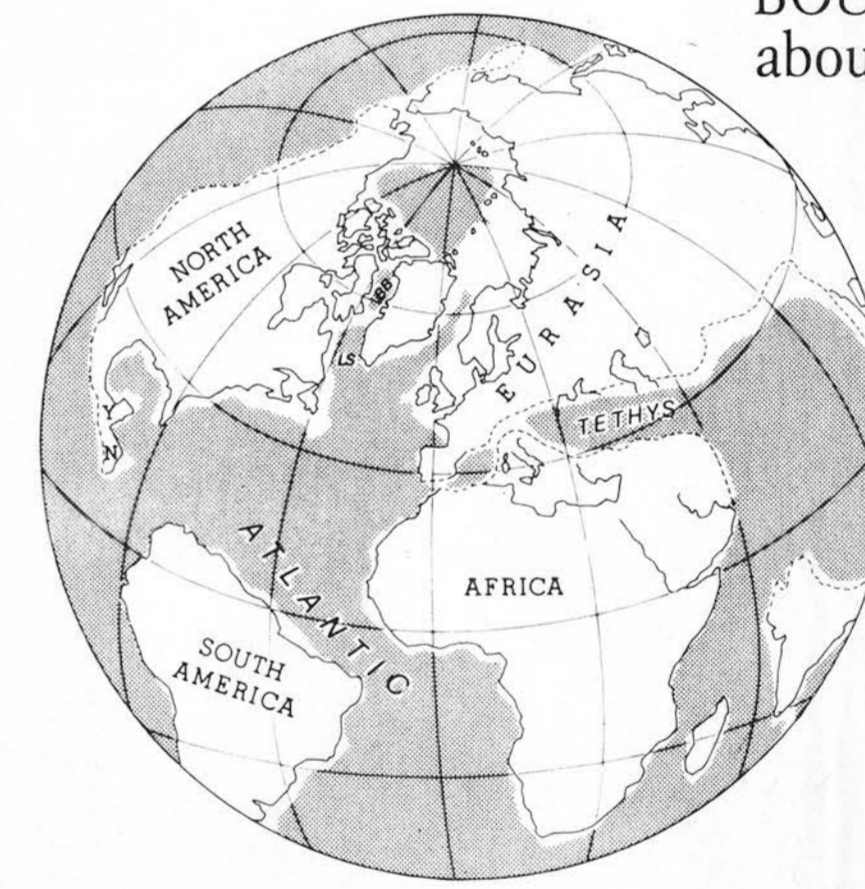 BOU
abou
NORTH
AMERICA
BB
EURASIA
LS
TETHYS
Y
N
ATLANTIC
AFRICA
SOUTH
AMERICA